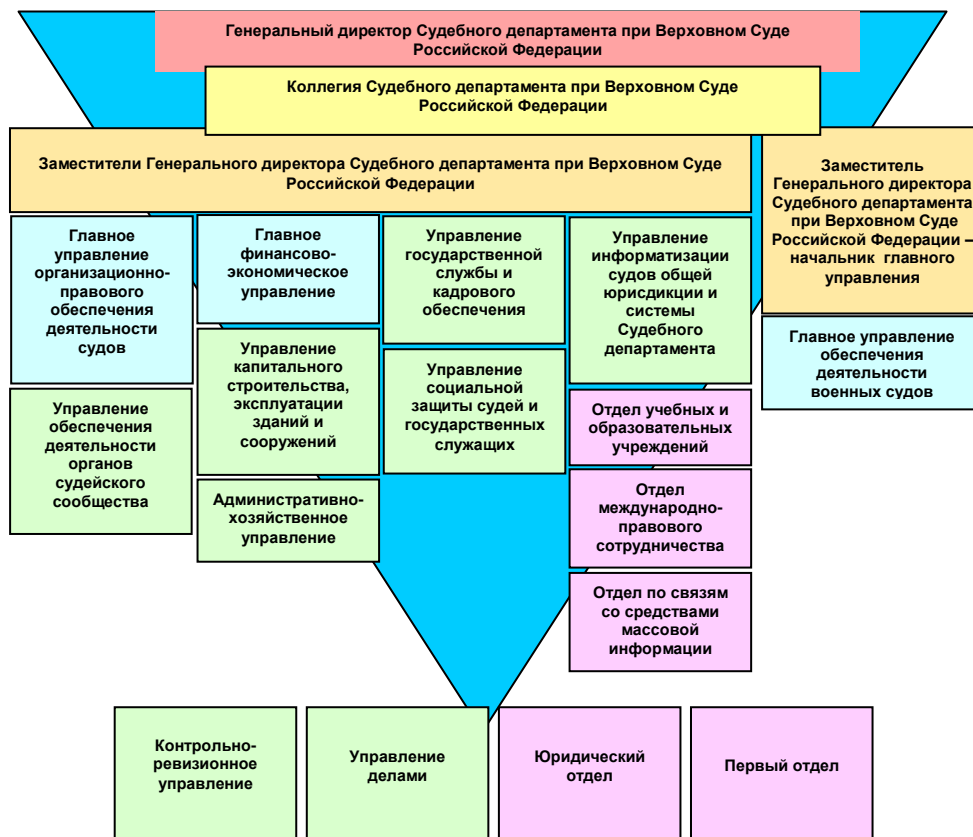 Генеральный директор Судебного департамента при Верховном Суде
Российской Федерации
Коллегия Судебного департамента при Верховном Суде
Российской Федерации
Заместители Генерального директора Судебного департамента при Верховном Суде
Российской Федерации
Заместитель
Генерального директора
Судебного департамента
при Верховном Суде
Российской Федерации –
начальник главного
управления
Главное
управление
организационно-
правового
обеспечения
деятельности
судов
Управление
обеспечения
деятельности
органов
судейского
сообщества
Главное
финансово-
экономическое
управление
Управление
капитального
строительства,
эксплуатации
зданий и
сооружений
Административно-
хозяйственное
управление
Управление
государственной
службы и
кадрового
обеспечения
Управление
социальной
защиты судей и
государственных
служащих
Управление
информатизации
судов общей
юрисдикции и
системы
Судебного
департамента
Отдел учебных и
образовательных
учреждений
Отдел
международно-
правового
сотрудничества
Отдел по связям
со средствами
массовой
информации
Главное управление
обеспечения
деятельности
военных судов
Контрольно-
ревизионное
управление
Управление
делами
Юридический
отдел
Первый отдел